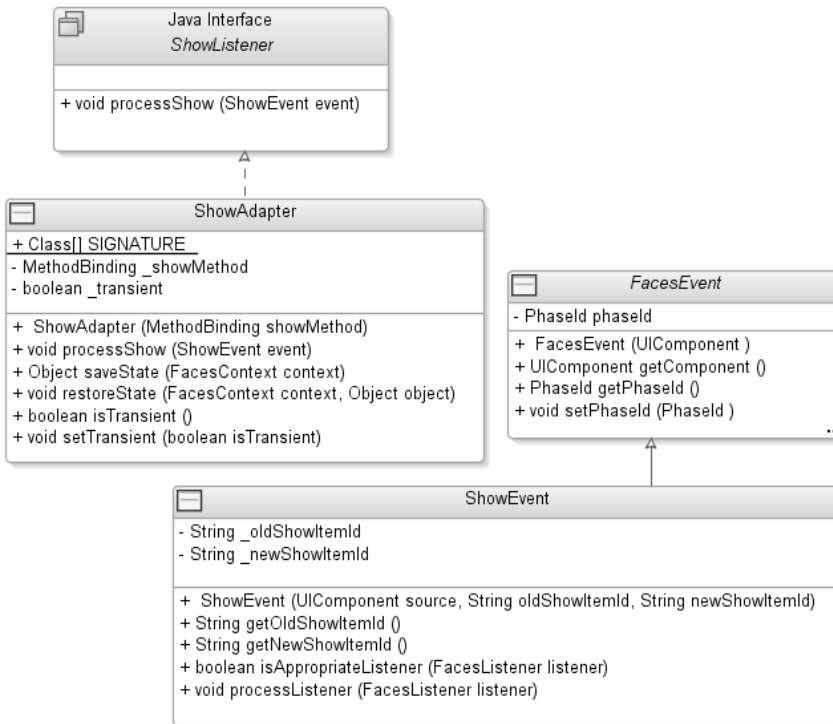 Java Interface
ShowListener
+ void processShow (ShowEvent event)
ShowAdapter
+ Class[] SIGNATURE
- MethodBinding _showMethod
- boolean _transient
+ ShowAdapter (MethodBinding showMethod)
+ void processShow (ShowEvent event)
+ Object saveState (FacesContext context)
+ void restoreState (FacesContext context, Object object)
+ boolean isTransient ()
+ void setTransient (boolean isTransient)
FacesEvent
- PhaseId phaseId
+ FacesEvent (UIComponent )
+ UIComponent getComponent ()
+ PhaseId getPhaseId ()
+ void setPhaseId (PhaseId )
..
ShowEvent
- String _oldShowItemId
- String _newShowItemId
+ ShowEvent (UIComponent source, String oldShowItemId, String newShowItemId)
+ String getOldShowItemId ()
+ String getNewShowItemId ()
+ boolean isAppropriateListener (FacesListener listener)
+ void processListener (FacesListener listener)